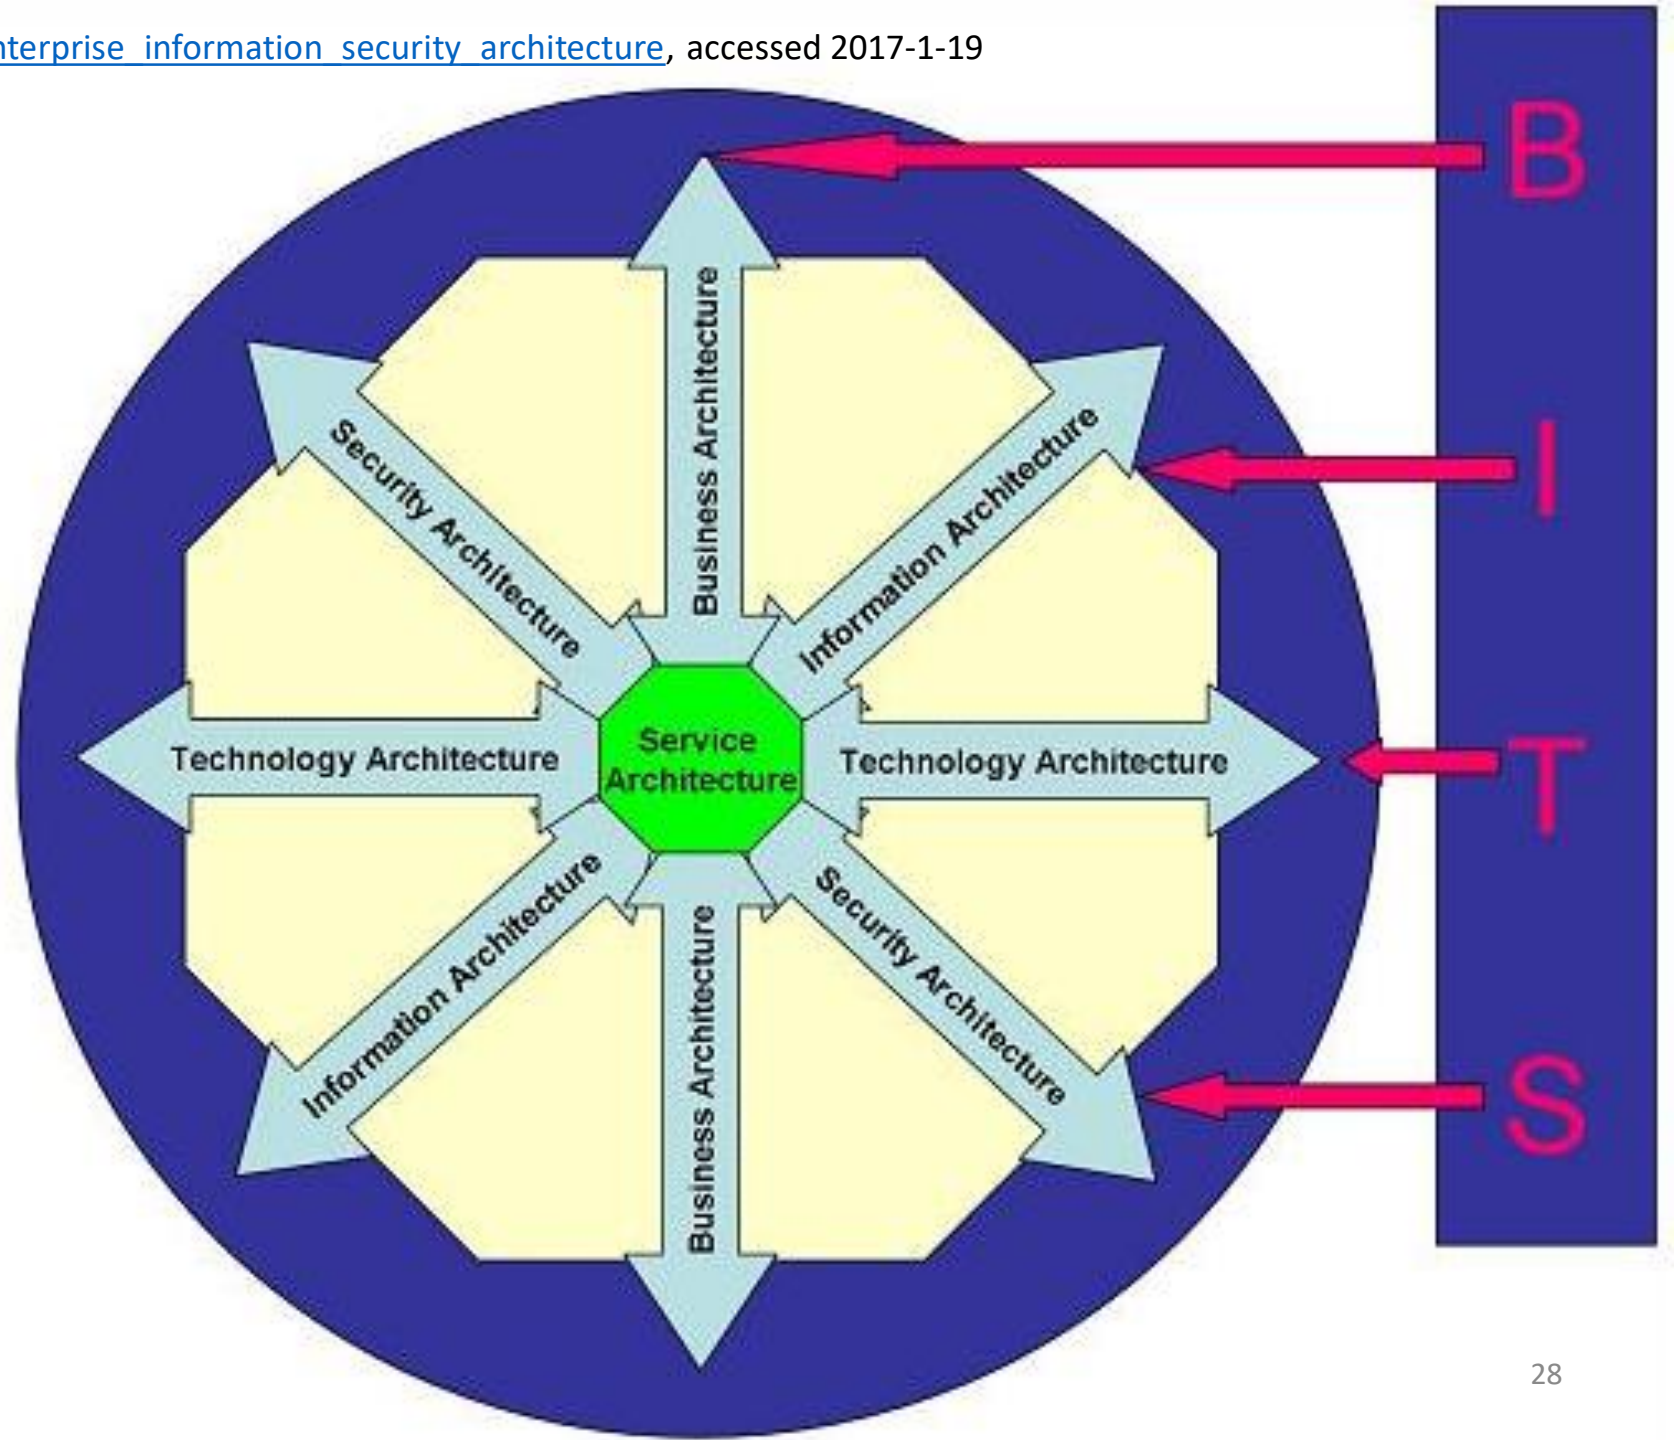 nterprise_information_security_architecture, accessed 2017-1-19
B
Business Architecture
Security Architecture
Information Architecture
I
Technology Architecture
Service
Architecture
Technology Architecture
T
Information Architecture
Business Architecture
Security Architecture
S
28